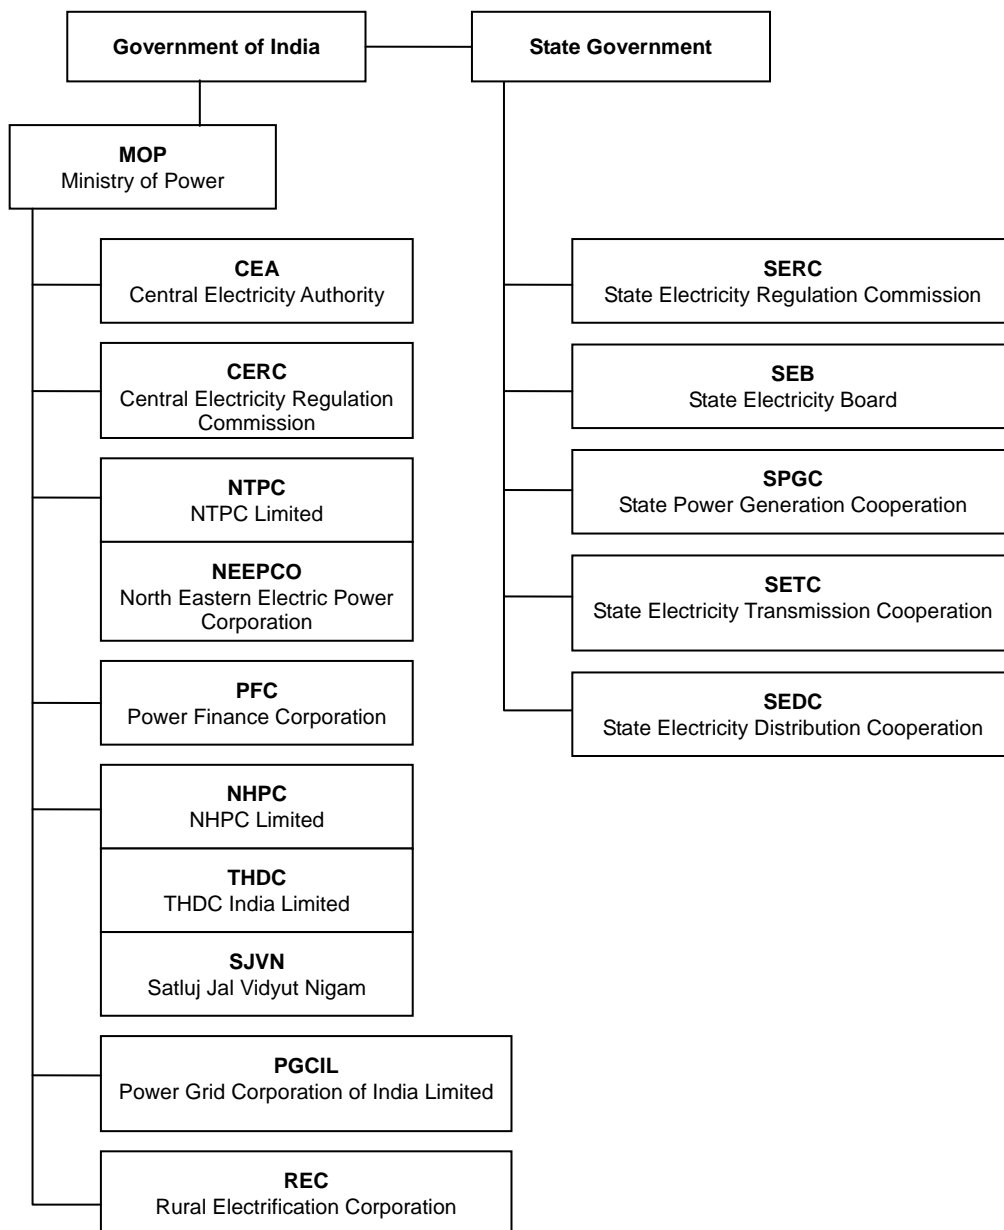 Government of India
State Government
MOP
Ministry of Power
CEA
Central Electricity Authority
CERC
Central Electricity Regulation
Commission
NTPC
NTPC Limited
NEEPCO
North Eastern Electric Power
Corporation
PFC
Power Finance Corporation
NHPC
NHPC Limited
THDC
THDC India Limited
SJVN
Satluj Jal Vidyut Nigam
PGCIL
Power Grid Corporation of India Limited
REC
Rural Electrification Corporation
SERC
State Electricity Regulation Commission
SEB
State Electricity Board
SPGC
State Power Generation Cooperation
SETC
State Electricity Transmission Cooperation
SEDC
State Electricity Distribution Cooperation